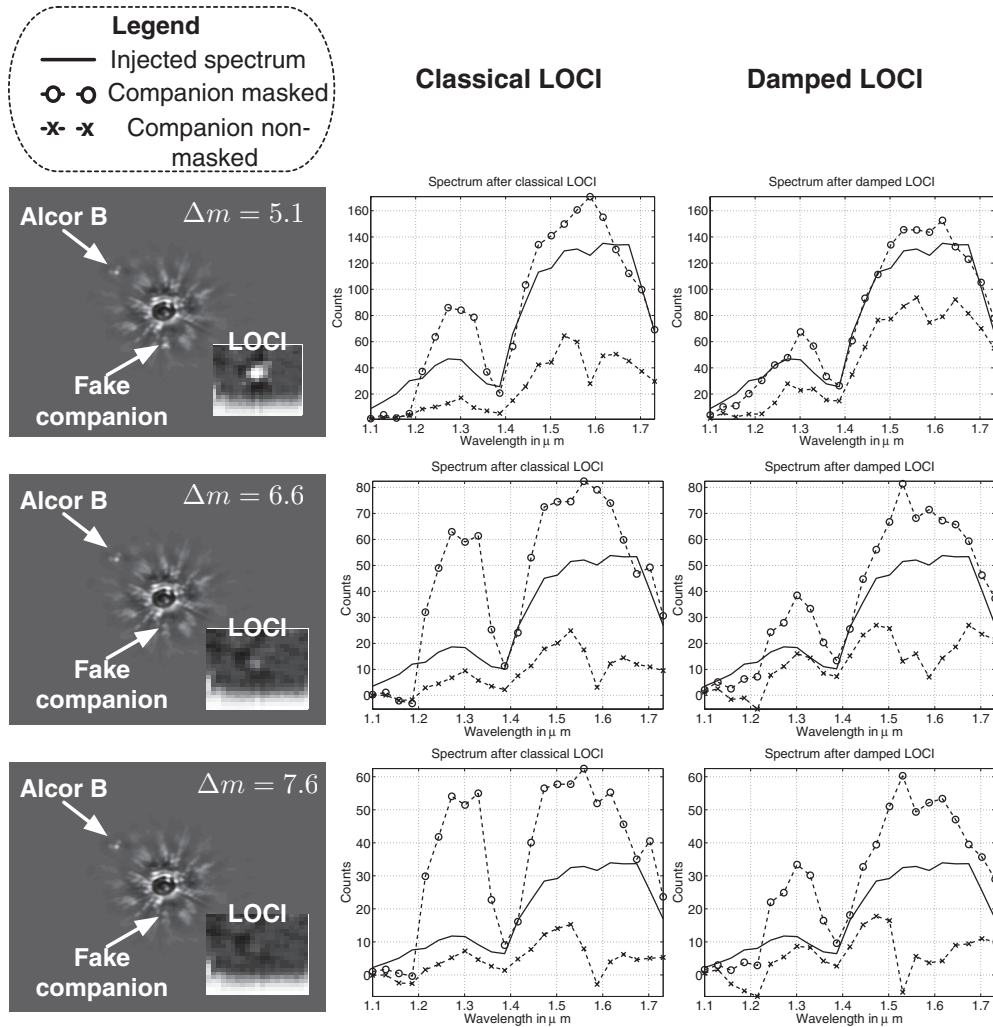 Legend
Injected spectrum
Companion masked
Companion non-
masked
Classical LOCI
Damped LOCI
Alcor B
Δm = 5.1
LOCI
Fake
companion
Spectrum after classical LOCI
160
140
120
100
80
60
40
20
Counts
1.1 1.2 1.3 1.4 1.5 1.6 1.7
Wavelength in μ m
Spectrum after damped LOCI
160
140
120
100
80
60
40
20
Counts
1.1 1.2 1.3 1.4 1.5 1.6 1.7
Wavelength in μ m
Alcor B
Δm = 6.6
LOCI
Fake
companion
Spectrum after classical LOCI
80
70
60
50
40
30
20
10
0
Counts
1.1 1.2 1.3 1.4 1.5 1.6 1.7
Wavelength in μ m
Spectrum after damped LOCI
80
70
60
50
40
30
20
10
0
Counts
1.1 1.2 1.3 1.4 1.5 1.6 1.7
Wavelength in μ m
Alcor B
Δm = 7.6
LOCI
Fake
companion
Spectrum after classical LOCI
60
50
40
30
20
10
0
Counts
1.1 1.2 1.3 1.4 1.5 1.6 1.7
Wavelength in μ m
Spectrum after damped LOCI
60
50
40
30
20
10
0
Counts
1.1 1.2 1.3 1.4 1.5 1.6 1.7
Wavelength in μ m